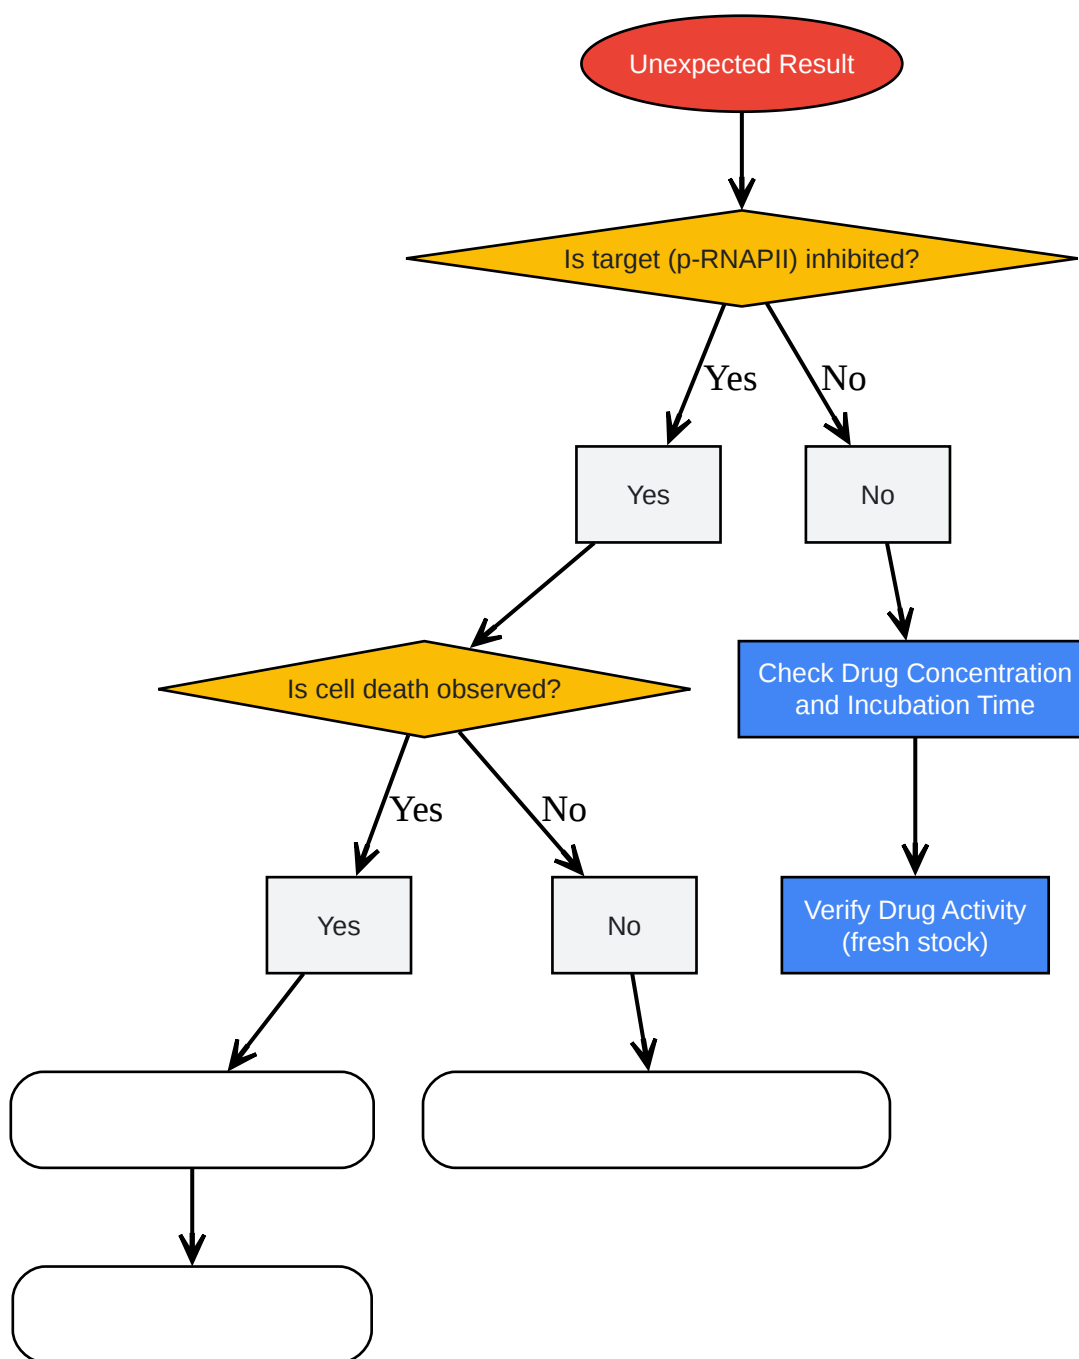 Unexpected Result
Is target (p-RNAPII) inhibited?
Yes
No
Yes
No
Is cell death observed?
Check Drug Concentration
and Incubation Time
Yes
No
Yes
No
Verify Drug Activity
(fresh stock)